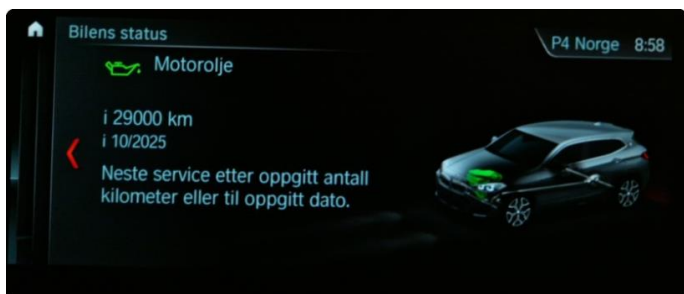 Bilens status
P4 Norge 8:58
Motorolje
i 29000 km
i 10/2025
Neste service etter oppgitt antall
kilometer eller til oppgitt dato.